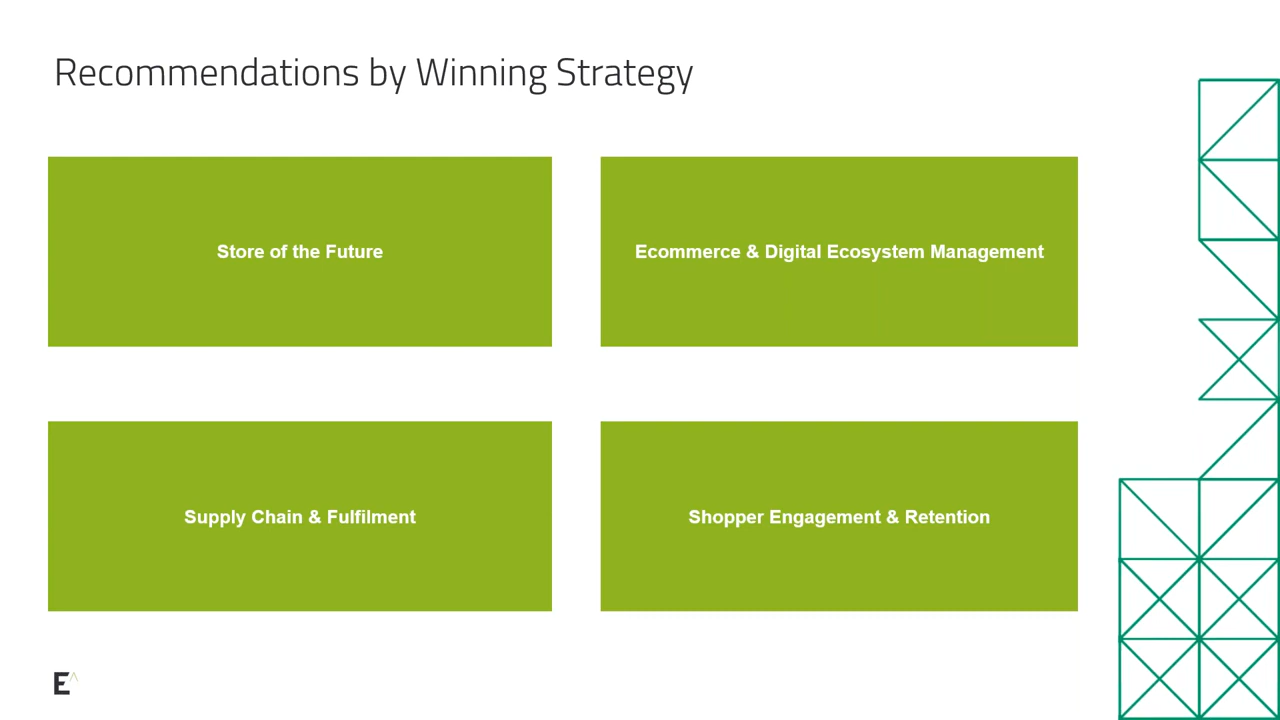 Recommendations by Winning Strategy
Store of the Future
Ecommerce & Digital Ecosystem Management
Supply Chain & Fulfilment
Shopper Engagement & Retention
E^